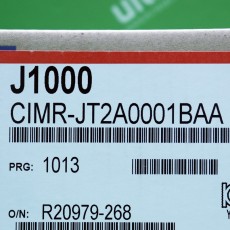 J1000
CIMR-JT2A0001BAA
PRG: 1013
O/N: R20979-268